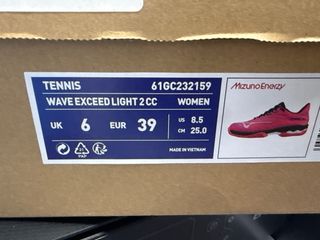 TENNIS 61GC232159
WAVE EXCEED LIGHT 2 CC WOMEN
UK 6 EUR 39 US 8.5
CM 25.0
PAP
MADE IN VIETNAM
MIZUNO ENERZY